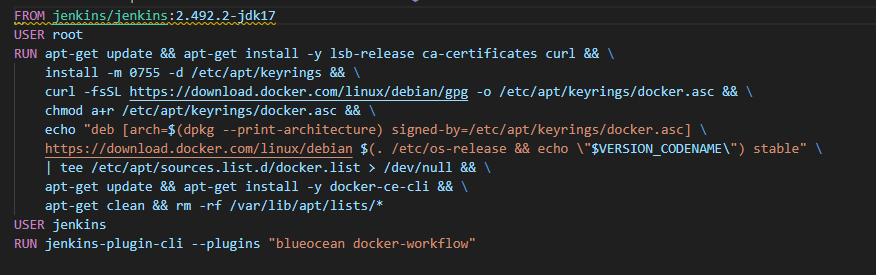 FROM jenkins/jenkins:2.492.2-jdk17
USER root
RUN apt-get update && apt-get install -y lsb-release ca-certificates curl && \
    install -m 0755 -d /etc/apt/keyrings && \
    curl -fsSL https://download.docker.com/linux/debian/gpg -o /etc/apt/keyrings/docker.asc && \
    chmod a+r /etc/apt/keyrings/docker.asc && \
    echo "deb [arch=$(dpkg --print-architecture) signed-by=/etc/apt/keyrings/docker.asc] \
    https://download.docker.com/linux/debian $(. /etc/os-release && echo \"$VERSION_CODENAME\") stable" \
    | tee /etc/apt/sources.list.d/docker.list > /dev/null && \
    apt-get update && apt-get install -y docker-ce-cli && \
    apt-get clean && rm -rf /var/lib/apt/lists/*
USER jenkins
RUN jenkins-plugin-cli --plugins "blueocean docker-workflow"